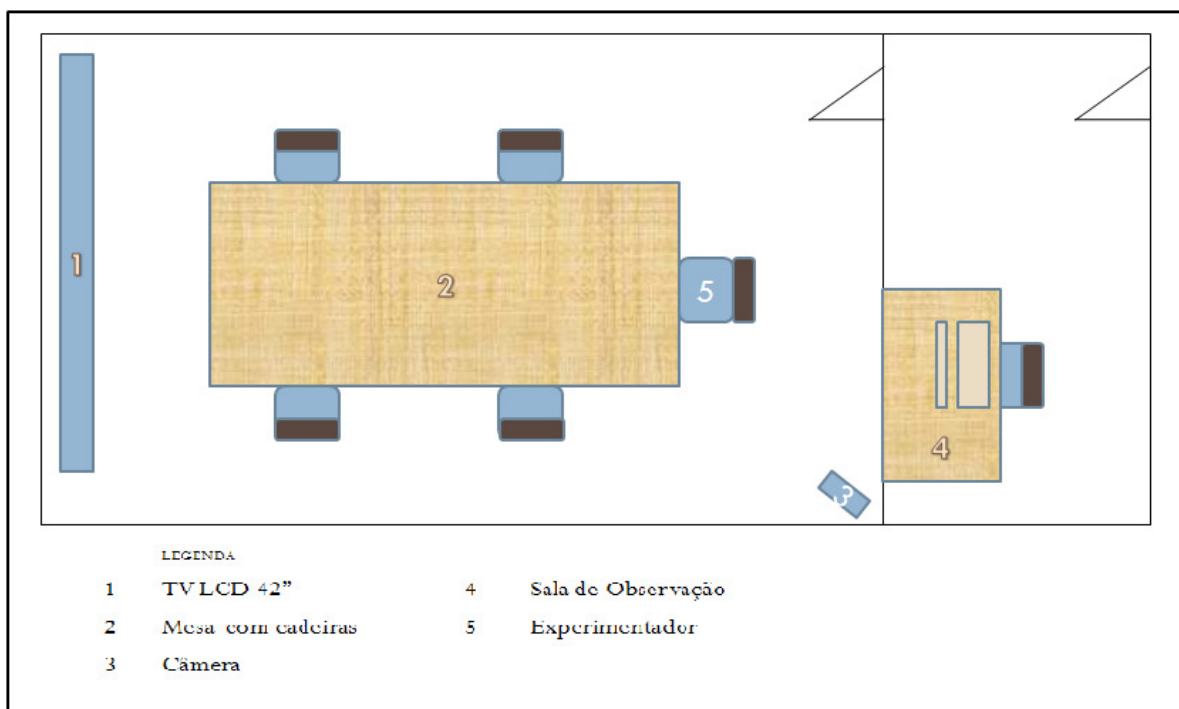 1
2
5
4
3
LEGENDA
1 TV LCD 42” 4 Sala de Observação
2 Mesa com cadeiras 5 Experimentador
3 Câmera